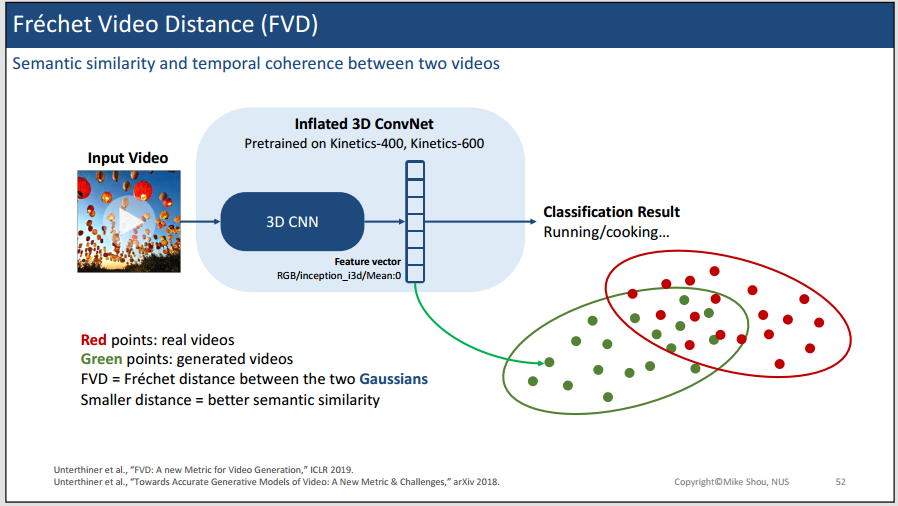 Fréchet Video Distance (FVD)
Semantic similarity and temporal coherence between two videos
Inflated 3D ConvNet
Pretrained on Kinetics-400, Kinetics-600
Input Video
3D CNN
Feature vector
RGB/inception_i3d/Mean:0
Classification Result
Running/cooking...
Red points: real videos
Green points: generated videos
FVD = Fréchet distance between the two Gaussians
Smaller distance = better semantic similarity
Unterthiner et al., “FVD: A new Metric for Video Generation,” ICLR 2019.
Unterthiner et al., “Towards Accurate Generative Models of Video: A New Metric & Challenges,” arXiv 2018.
Copyright©Mike Shou, NUS
52